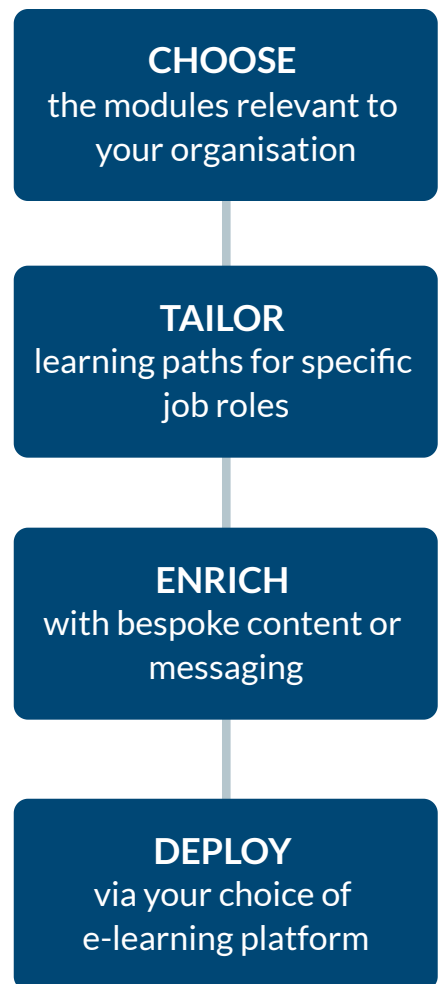 CHOOSE
the modules relevant to
your organisation
TAILOR
learning paths for specific
job roles
ENRICH
with bespoke content or
messaging
DEPLOY
via your choice of
e-learning platform